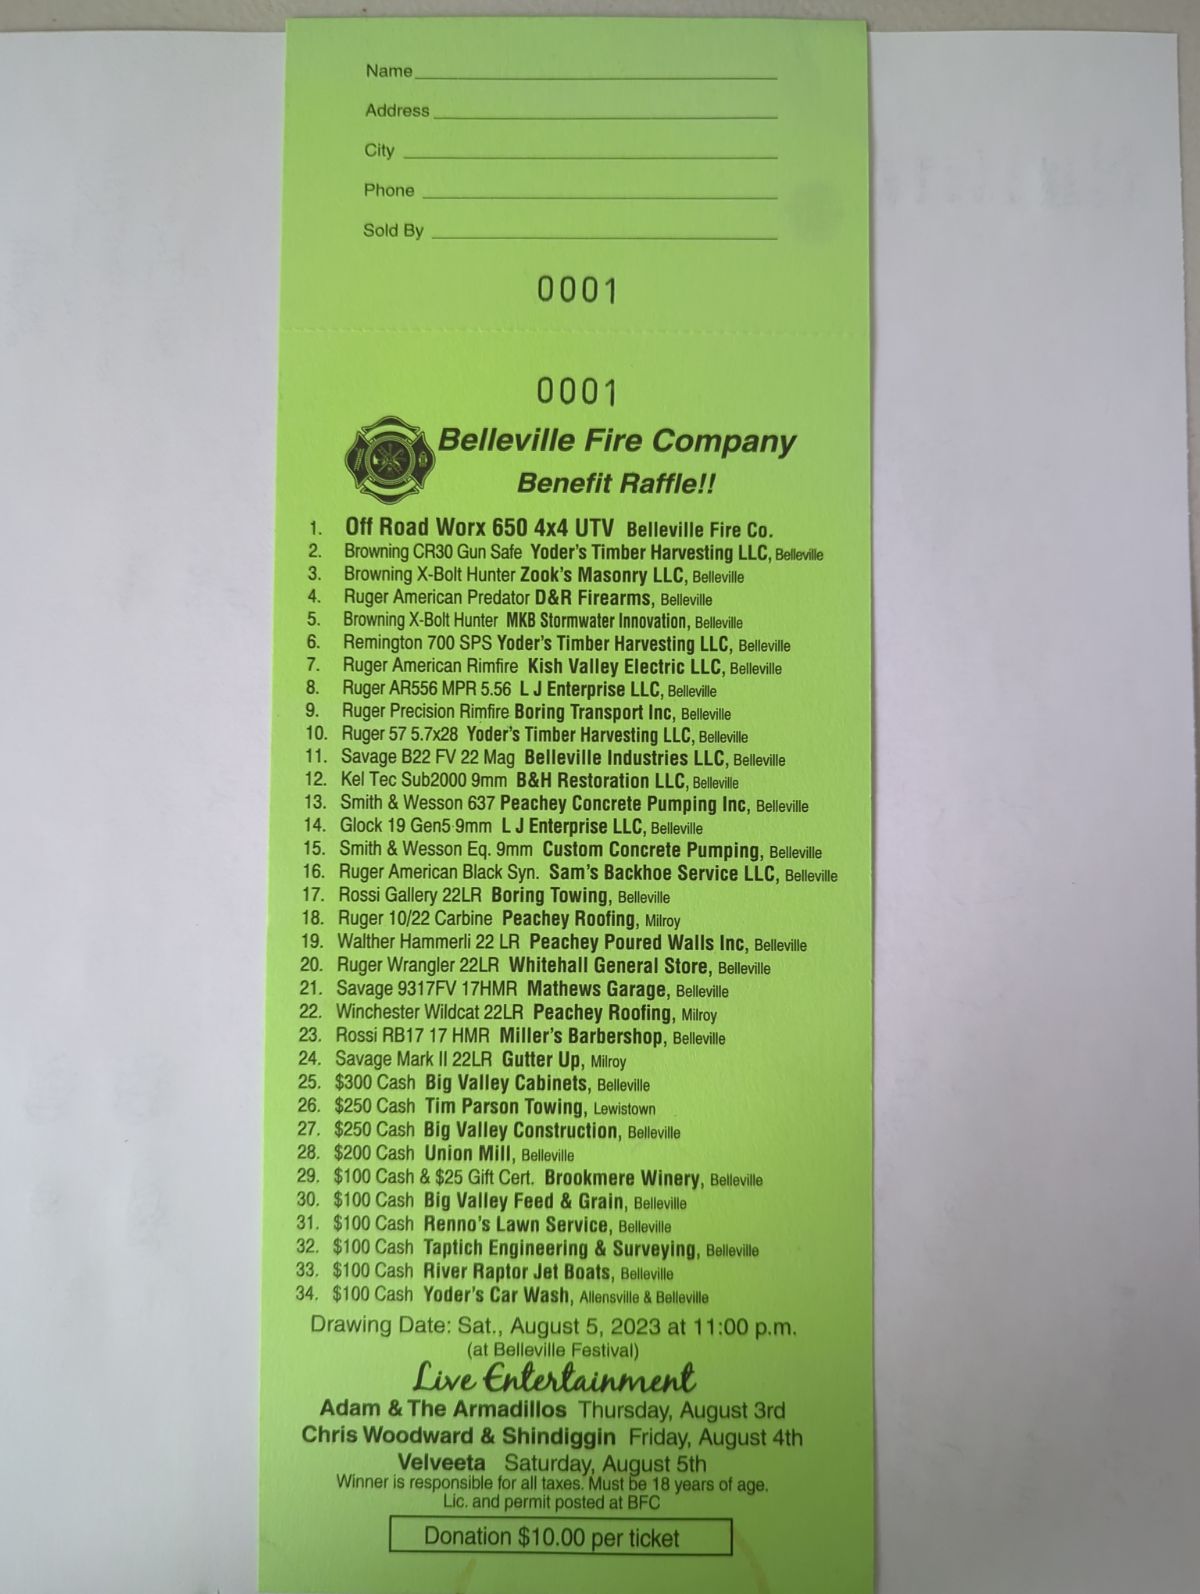 Name
Address
City
Phone
Sold By
0001
0001
Belleville Fire Company
Benefit Raffle!!
1. Off Road Worx 650 4x4 UTV Belleville Fire Co.
2. Browning CR30 Gun Safe Yoder's Timber Harvesting LLC, Belleville
3. Browning X-Bolt Hunter Zook's Masonry LLC, Belleville
4. Ruger American Predator D&R Firearms, Belleville
5. Browning X-Bolt Hunter MKB Stormwater Innovation, Belleville
6. Remington 700 SPS Yoder's Timber Harvesting LLC, Belleville
7. Ruger American Rimfire Kish Valley Electric LLC, Belleville
8. Ruger AR556 MPR 5.56 L J Enterprise LLC, Belleville
9. Ruger Precision Rimfire Boring Transport Inc, Belleville
10. Ruger 57 5.7x28 Yoder's Timber Harvesting LLC, Belleville
11. Savage B22 FV 22 Mag Belleville Industries LLC, Belleville
12. Kel Tec Sub2000 9mm B&H Restoration LLC, Belleville
13. Smith & Wesson 637 Peachey Concrete Pumping Inc, Belleville
14. Glock 19 Gen5 9mm L J Enterprise LLC, Belleville
15. Smith & Wesson Eq. 9mm Custom Concrete Pumping, Belleville
16. Ruger American Black Syn. Sam's Backhoe Service LLC, Belleville
17. Rossi Gallery 22LR Boring Towing, Belleville
18. Ruger 10/22 Carbine Peachey Roofing, Milroy
19. Walther Hammerli 22 LR Peachey Poured Walls Inc, Belleville
20. Ruger Wrangler 22LR Whitehall General Store, Belleville
21. Savage 9317FV 17HMR Mathews Garage, Belleville
22. Winchester Wildcat 22LR Peachey Roofing, Milroy
23. Rossi RB17 17 HMR Miller's Barbershop, Belleville
24. Savage Mark II 22LR Gutter Up, Milroy
25. $300 Cash Big Valley Cabinets, Belleville
26. $250 Cash Tim Parson Towing, Lewistown
27. $250 Cash Big Valley Construction, Belleville
28. $200 Cash Union Mill, Belleville
29. $100 Cash & $25 Gift Cert. Brookmere Winery, Belleville
30. $100 Cash Big Valley Feed & Grain, Belleville
31. $100 Cash Renno's Lawn Service, Belleville
32. $100 Cash Taptich Engineering & Surveying, Belleville
33. $100 Cash River Raptor Jet Boats, Belleville
34. $100 Cash Yoder's Car Wash, Allensville & Belleville
Drawing Date: Sat., August 5, 2023 at 11:00 p.m.
(at Belleville Festival)
Live Entertainment
Adam & The Armadillos Thursday, August 3rd
Chris Woodward & Shindiggin Friday, August 4th
Velveeta Saturday, August 5th
Winner is responsible for all taxes. Must be 18 years of age.
Lic. and permit posted at BFC
Donation $10.00 per ticket